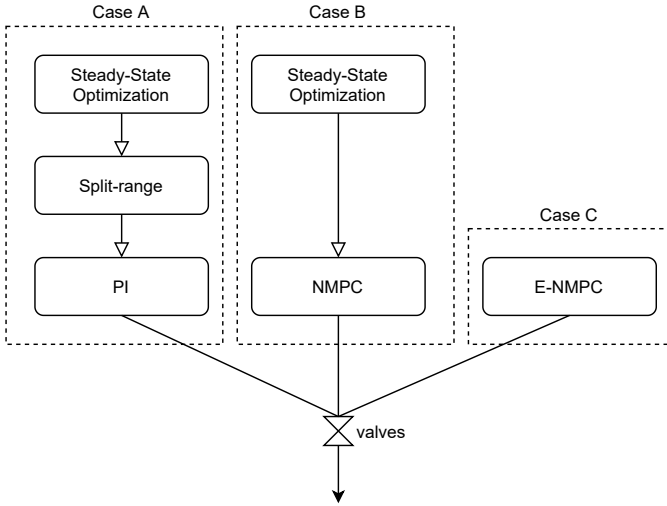 Case A
Case B
Steady-State
Optimization
Steady-State
Optimization
Split-range
Case C
PI
NMPC
E-NMPC
valves